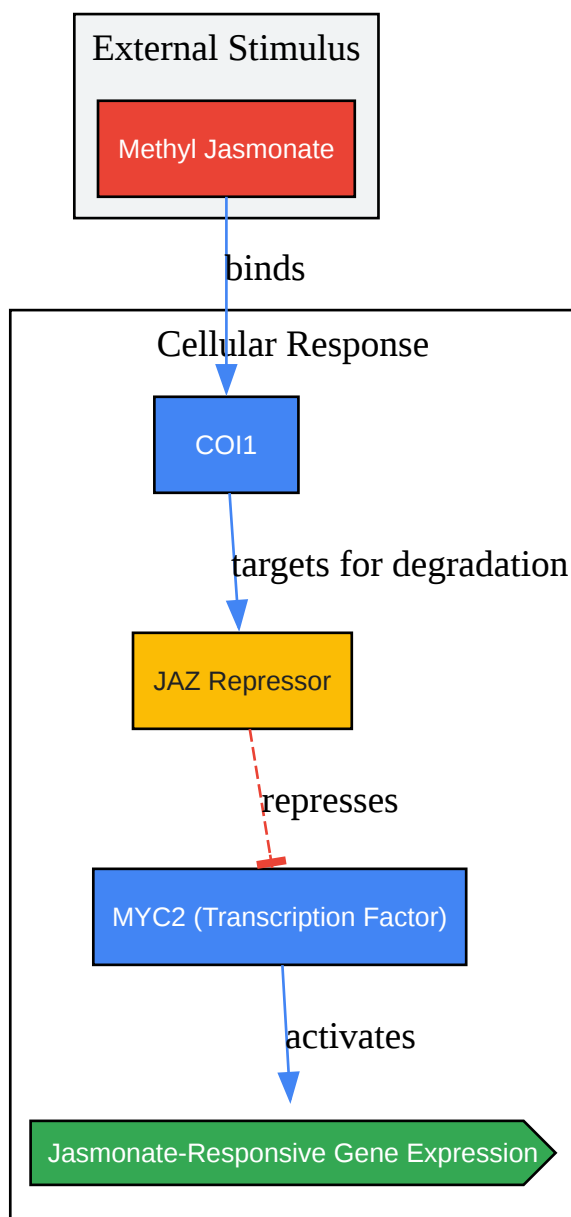 External Stimulus
Methyl Jasmonate
binds
Cellular Response
COI1
targets for degradation
JAZ Repressor
represses
MYC2 (Transcription Factor)
activates
Jasmonate-Responsive Gene Expression